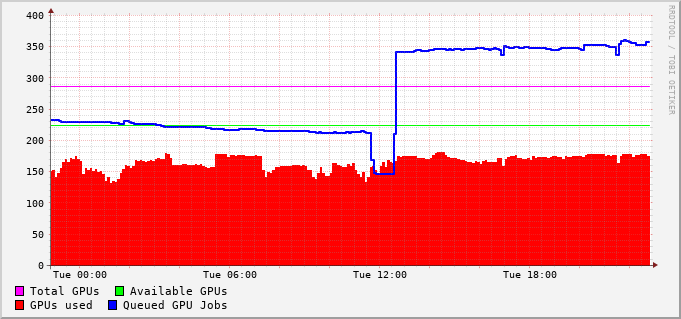 400
350
300
250
200
150
100
50
0
Tue 00:00 Tue 06:00 Tue 12:00 Tue 18:00
Total GPUs Available GPUs
GPUs used Queued GPU Jobs
RRDTOOL / TOBI OETIKER